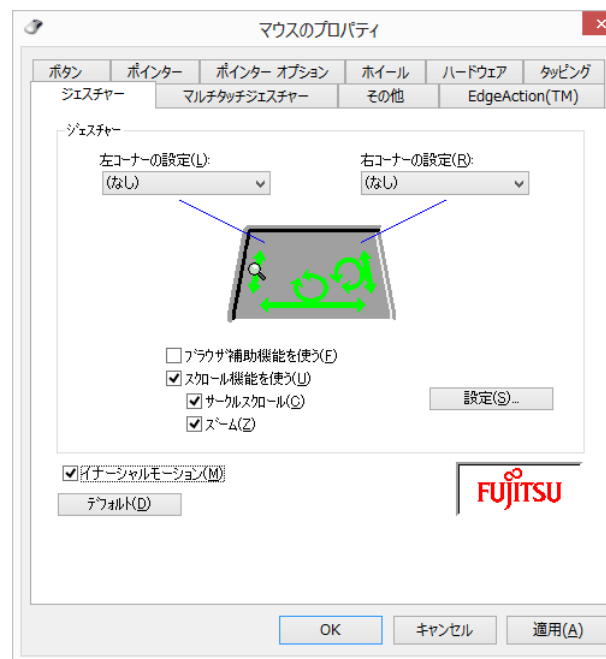 マウスのプロパティ
ボタン ポインター ポインター オプション ホイール ハードウェア タッピング
ジェスチャー マルチタッチジェスチャー その他 EdgeAction(TM)
ジェスチャー
左コーナーの設定(L): 右コーナーの設定(R):
(なし) (なし)
ブラウザ補助機能を使う(F)
スクロール機能を使う(U)
サークルスクロール(C) 設定(S)...
ズーム(Z)
イナーシャルモーション(M)
デフォルト(D) FUJITSU
OK キャンセル 適用(A)